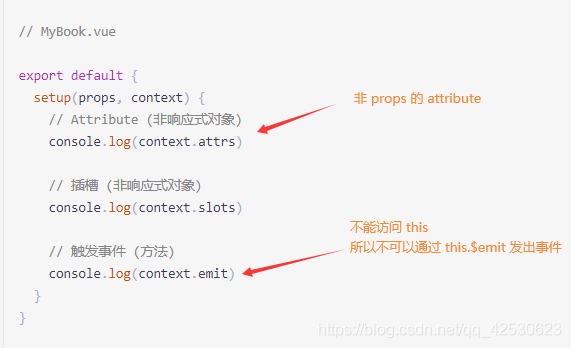 // MyBook.vue
export default {
setup(props, context) {
// Attribute (非响应式对象)
非 props 的 attribute
console.log(context.attrs)
// 插槽 (非响应式对象)
console.log(context.slots)
不能访问 this
所以不可以通过 this.$emit 发出事件
// 触发事件 (方法)
console.log(context.emit)
}
}
https://blog.csdn.net/qq_42530623